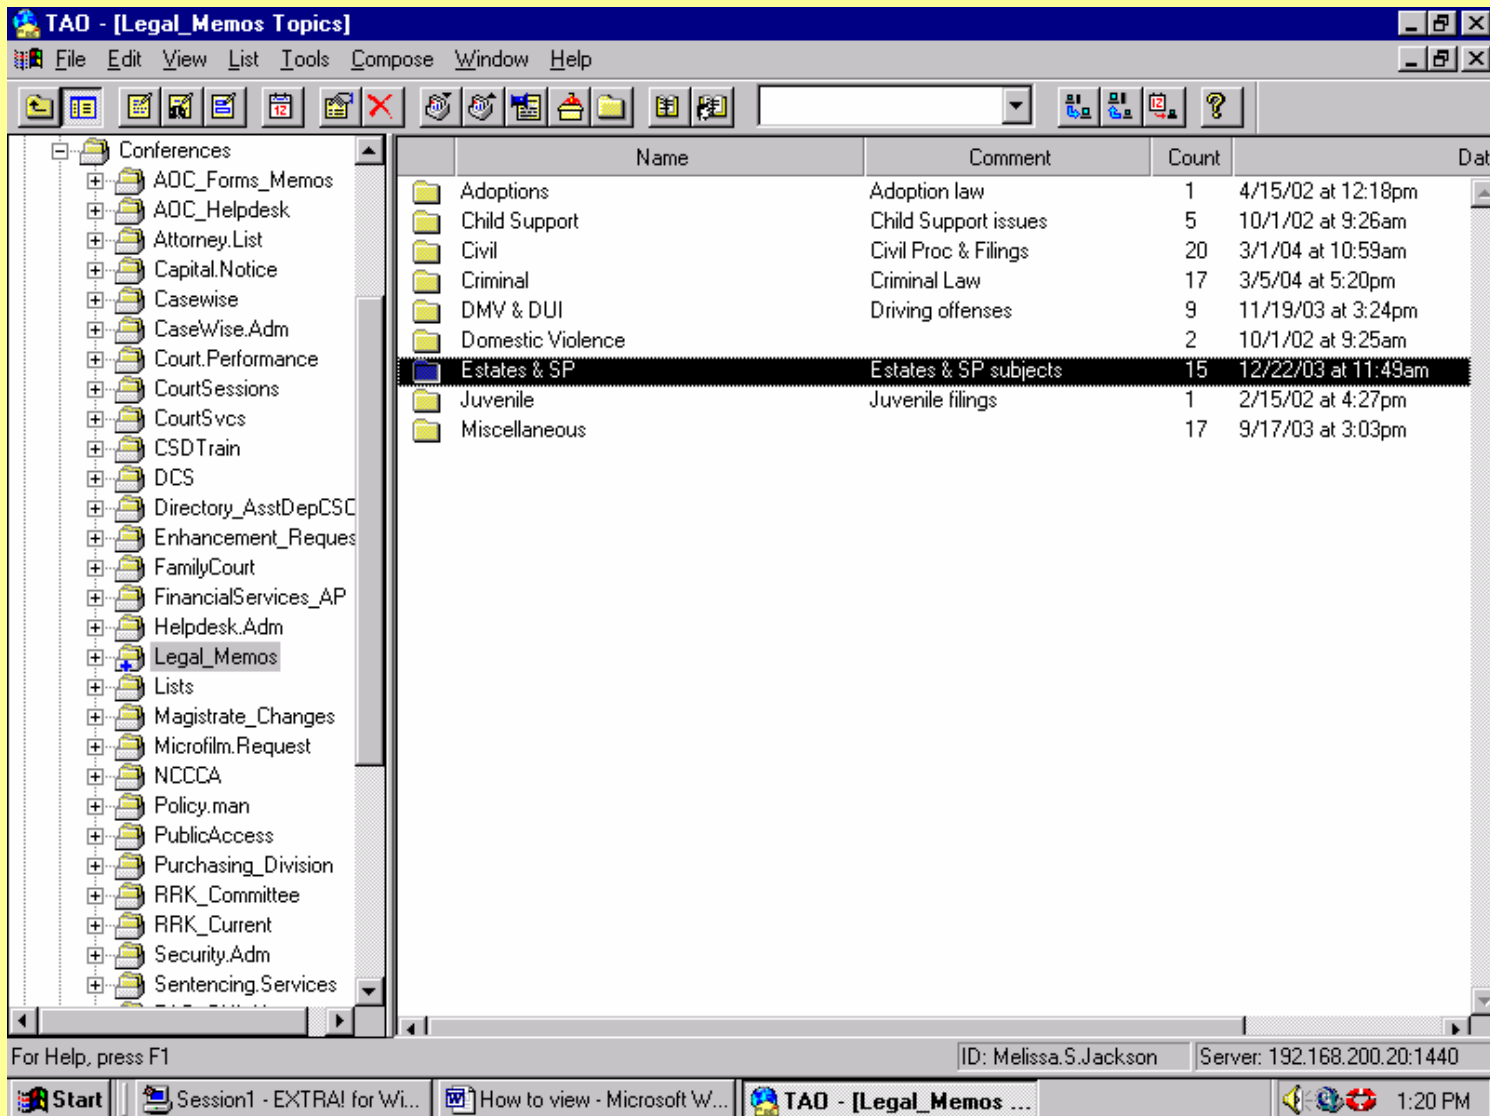 TAO - [Legal_Memos Topics]
File Edit View List Tools Compose Window Help
Conferences
AOC_Forms_Memos
AOC_Helpdesk
Attorney.List
Capital.Notice
Casewise
CaseWise.Adm
Court.Performance
CourtSessions
CourtSvcs
CSDTrain
DCS
Directory_AsstDepCSC
Enhancement_Reques
FamilyCourt
FinancialServices_AP
Helpdesk.Adm
Legal_Memos
Lists
Magistrate_Changes
Microfilm.Request
NCCCA
Policy.man
PublicAccess
Purchasing_Division
RRK_Committee
RRK_Current
Security.Adm
Sentencing.Services
Name Comment Count Dat
Adoptions Adoption law 1 4/15/02 at 12:18pm
Child Support Child Support issues 5 10/1/02 at 9:26am
Civil Civil Proc & Filings 20 3/1/04 at 10:59am
Criminal Criminal Law 17 3/5/04 at 5:20pm
DMV & DUI Driving offenses 9 11/19/03 at 3:24pm
Domestic Violence 2 10/1/02 at 9:25am
Estates & SP Estates & SP subjects 15 12/22/03 at 11:49am
Juvenile Juvenile filings 1 2/15/02 at 4:27pm
Miscellaneous 17 9/17/03 at 3:03pm
For Help, press F1 ID: Melissa.S.Jackson Server: 192.168.200.20:1440
Start Session1 - EXTRA! for Wi... How to view - Microsoft W... TAO - [Legal_Memos ... 1:20 PM